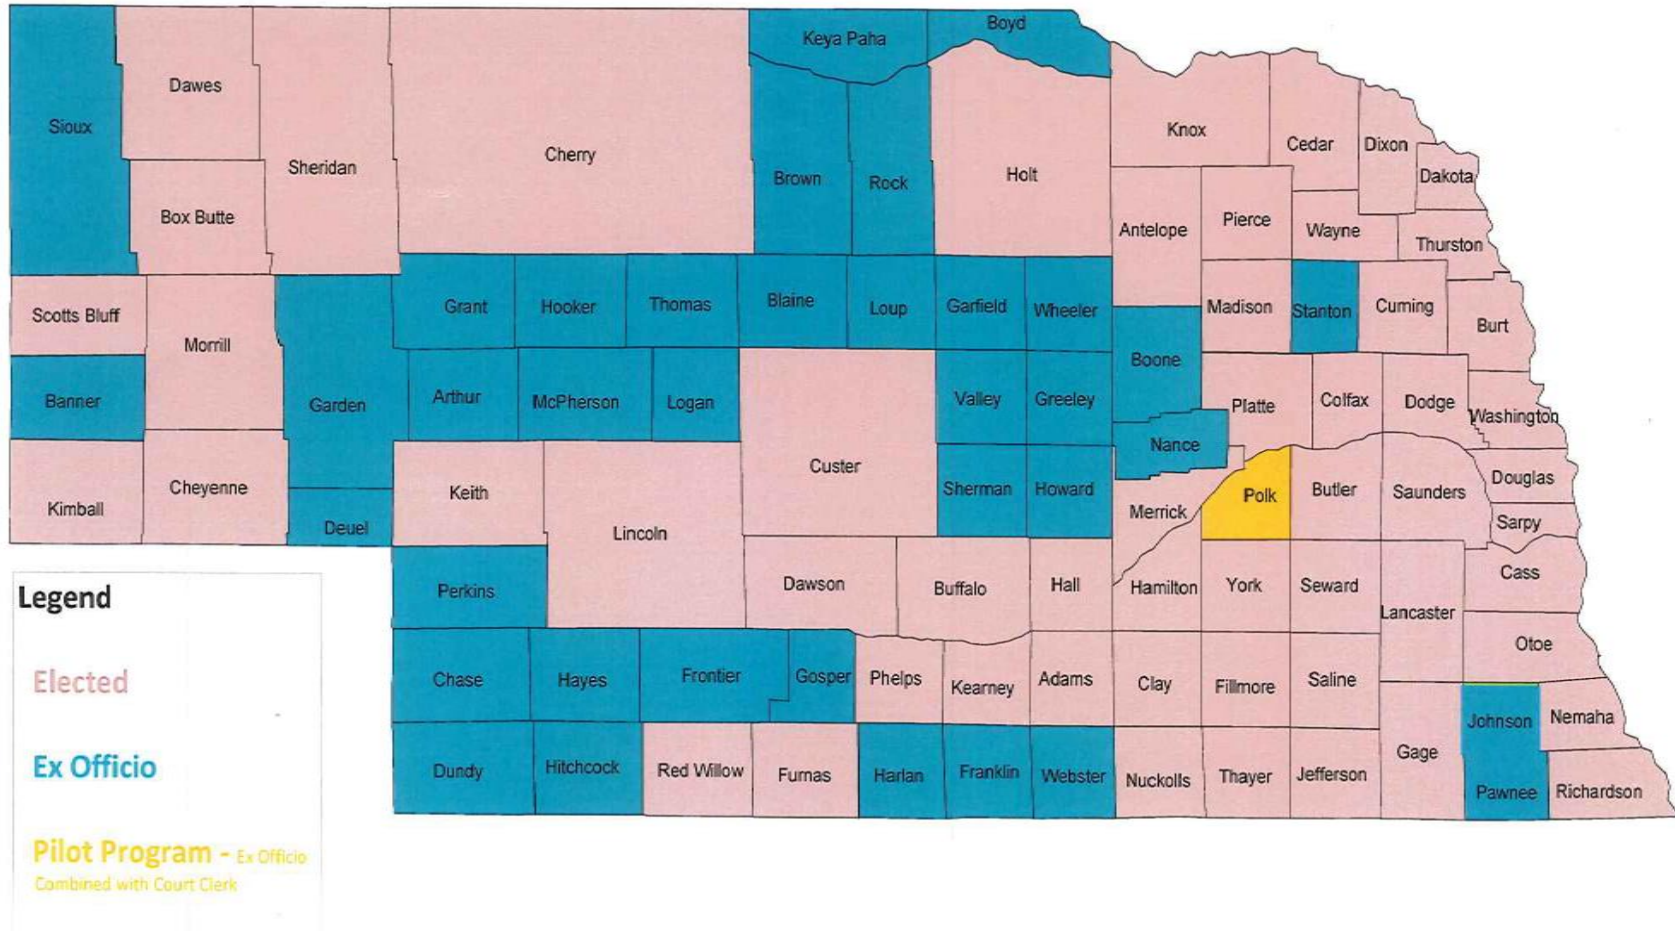 Boyd
Keya Paha
Dawes
Sioux
Knox
Cedar
Dixon
Cherry
Sheridan
Holt
Brown
Rock
Dakota
Box Butte
Pierce
Antelope
Wayne
Thurston
Scotts Bluff
Grant
Hooker
Thomas
Blaine
Loup
Garfield
Wheeler
Madison
Stanton
Cuming
Burt
Morrill
Boone
Banner
Garden
Arthur
McPherson
Logan
Valley
Greeley
Platte
Colfax
Dodge
Washington
Nance
Custer
Kimball
Cheyenne
Keith
Sherman
Howard
Polk
Butler
Saunders
Douglas
Merrick
Sarpy
Deuel
Lincoln
Perkins
Dawson
Buffalo
Hall
Hamilton
York
Seward
Lancaster
Cass
Otoe
Chase
Hayes
Frontier
Gosper
Phelps
Kearney
Adams
Clay
Fillmore
Saline
Johnson
Nemaha
Dundy
Hitchcock
Red Willow
Furnas
Harlan
Franklin
Webster
Nuckolls
Thayer
Jefferson
Gage
Pawnee
Richardson
Legend
Elected
Ex Officio
Pilot Program - Ex Officio
Combined with Court Clerk